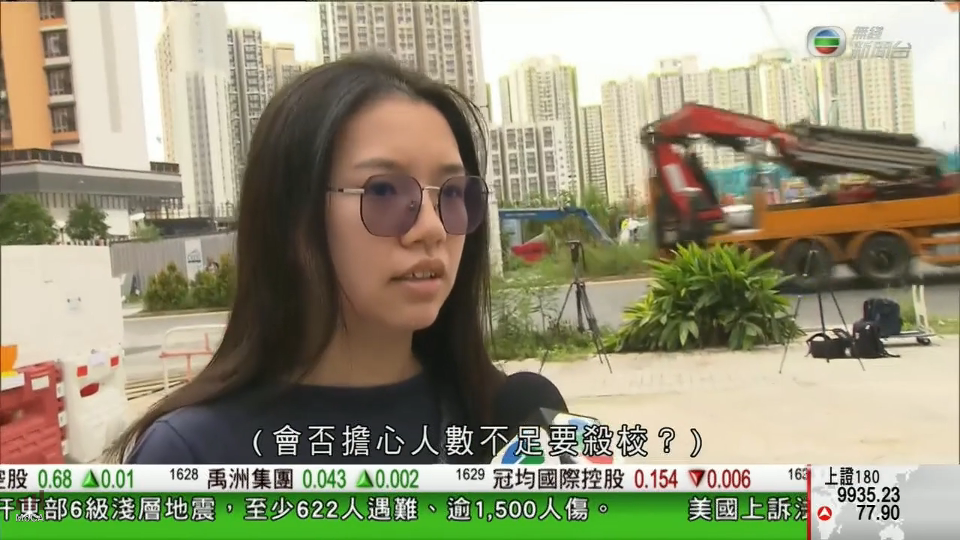 無綫
新聞台
(會否擔心人數不足要殺校?)
控股 0.68 ▲0.01 1628 禹洲集團 0.043 ▲0.002 1629 冠均國際控股 0.154 ▼0.006 163
上證180
9935.23
77.90
汗東部6級淺層地震,至少622人遇難、逾1,500人傷。 美國上訴法